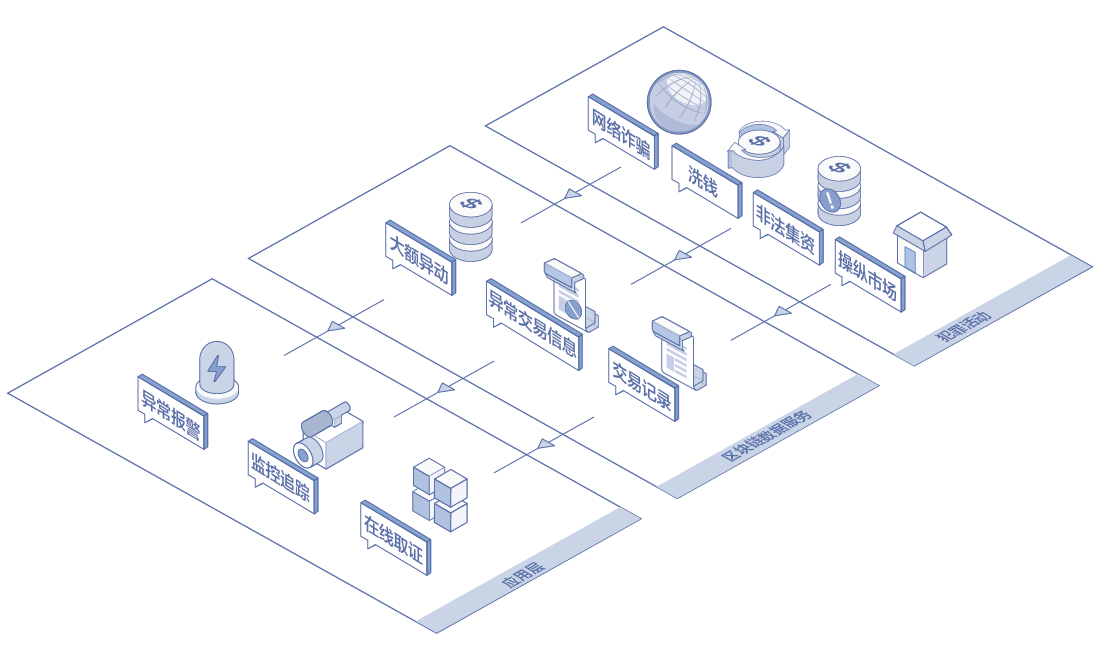 网络诈骗
洗钱
非法集资
操纵市场
犯罪活动
大额异动
异常交易信息
交易记录
区块链数据服务
异常报警
监控追踪
在线取证
应用层